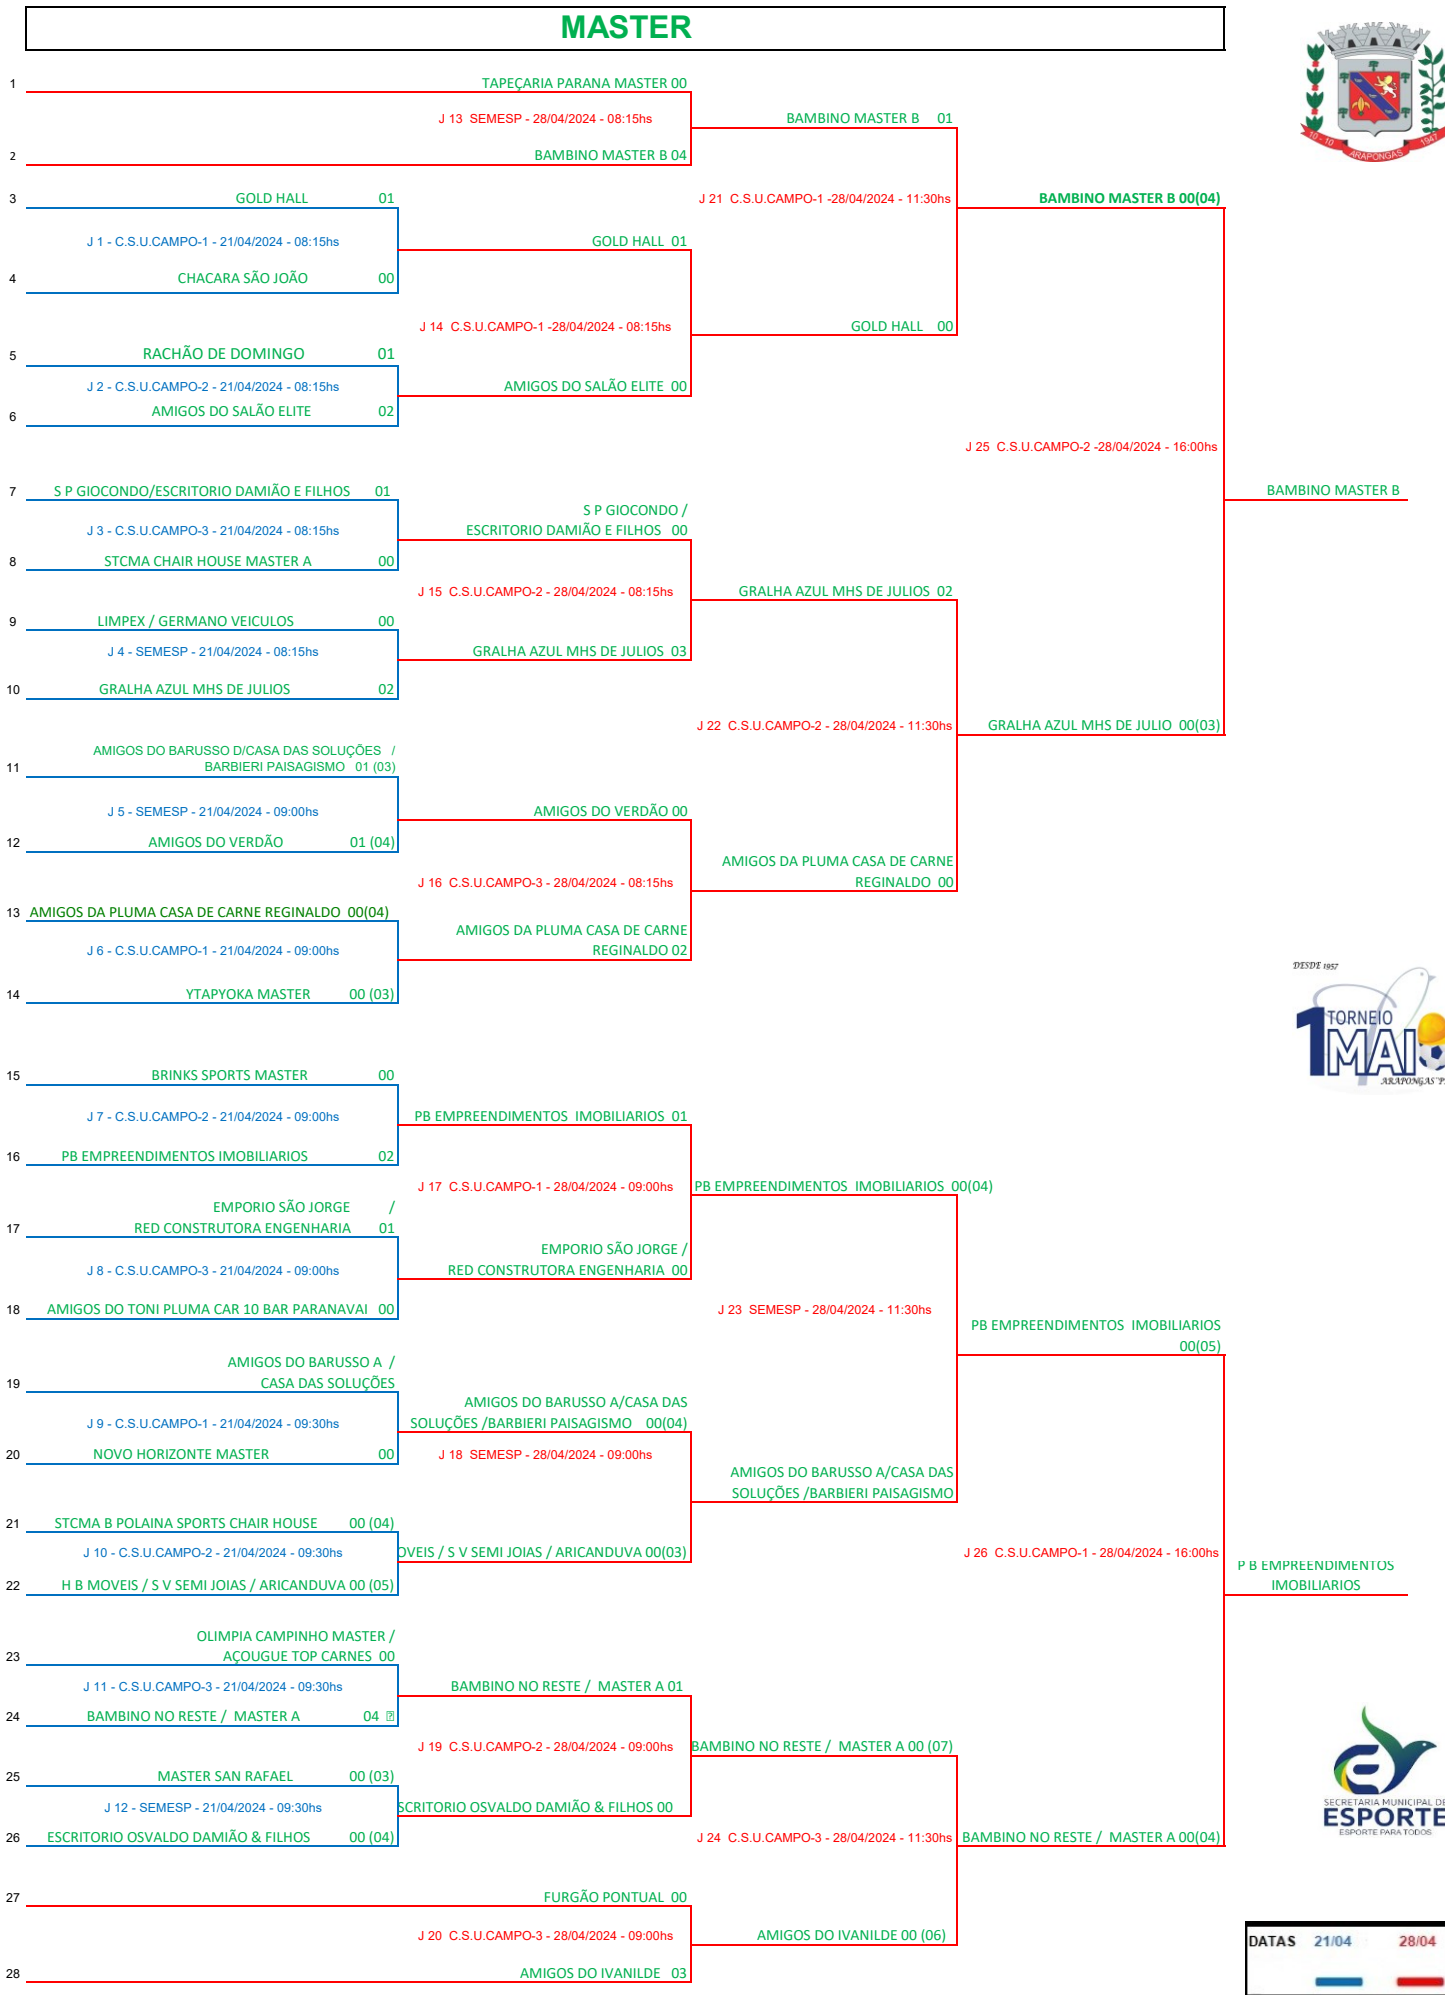 MASTER
10 - 10
ARAPONGAS
1947
1
TAPEÇARIA PARANA MASTER 00
J 13 SEMESP - 28/04/2024 - 08:15hs
BAMBINO MASTER B 01
2
BAMBINO MASTER B 04
3
GOLD HALL 01
J 21 C.S.U.CAMPO-1 -28/04/2024 - 11:30hs
BAMBINO MASTER B 00(04)
J 1 - C.S.U.CAMPO-1 - 21/04/2024 - 08:15hs
GOLD HALL 01
4
CHACARA SÃO JOÃO 00
J 14 C.S.U.CAMPO-1 -28/04/2024 - 08:15hs
GOLD HALL 00
5
RACHÃO DE DOMINGO 01
J 2 - C.S.U.CAMPO-2 - 21/04/2024 - 08:15hs
AMIGOS DO SALÃO ELITE 00
6
AMIGOS DO SALÃO ELITE 02
J 25 C.S.U.CAMPO-2 -28/04/2024 - 16:00hs
BAMBINO MASTER B
7
S P GIOCONDO/ESCRITORIO DAMIÃO E FILHOS 01
S P GIOCONDO /
ESCRITORIO DAMIÃO E FILHOS 00
J 3 - C.S.U.CAMPO-3 - 21/04/2024 - 08:15hs
8
STCMA CHAIR HOUSE MASTER A 00
J 15 C.S.U.CAMPO-2 - 28/04/2024 - 08:15hs
GRALHA AZUL MHS DE JULIOS 02
9
LIMPEX / GERMANO VEICULOS 00
J 4 - SEMESP - 21/04/2024 - 08:15hs
GRALHA AZUL MHS DE JULIOS 03
10
GRALHA AZUL MHS DE JULIOS 02
J 22 C.S.U.CAMPO-2 - 28/04/2024 - 11:30hs
GRALHA AZUL MHS DE JULIO 00(03)
11
AMIGOS DO BARUSSO D/CASA DAS SOLUÇÕES /
BARBIERI PAISAGISMO 01 (03)
J 5 - SEMESP - 21/04/2024 - 09:00hs
AMIGOS DO VERDÃO 00
12
AMIGOS DO VERDÃO 01 (04)
AMIGOS DA PLUMA CASA DE CARNE
REGINALDO 00
J 16 C.S.U.CAMPO-3 - 28/04/2024 - 08:15hs
13
AMIGOS DA PLUMA CASA DE CARNE REGINALDO 00(04)
AMIGOS DA PLUMA CASA DE CARNE
REGINALDO 02
J 6 - C.S.U.CAMPO-1 - 21/04/2024 - 09:00hs
14
YTAPYOKA MASTER 00 (03)
DESDE 1957
1 TORNEIO
MAIO
ARAPONGAS
15
BRINKS SPORTS MASTER 00
J 7 - C.S.U.CAMPO-2 - 21/04/2024 - 09:00hs
PB EMPREENDIMENTOS IMOBILIARIOS 01
16
PB EMPREENDIMENTOS IMOBILIARIOS 02
J 17 C.S.U.CAMPO-1 - 28/04/2024 - 09:00hs
PB EMPREENDIMENTOS IMOBILIARIOS 00(04)
17
EMPORIO SÃO JORGE /
RED CONSTRUTORA ENGENHARIA 01
EMPORIO SÃO JORGE /
RED CONSTRUTORA ENGENHARIA 00
J 8 - C.S.U.CAMPO-3 - 21/04/2024 - 09:00hs
18
AMIGOS DO TONI PLUMA CAR 10 BAR PARANAVAI 00
J 23 SEMESP - 28/04/2024 - 11:30hs
PB EMPREENDIMENTOS IMOBILIARIOS
00(05)
19
AMIGOS DO BARUSSO A /
CASA DAS SOLUÇÕES
AMIGOS DO BARUSSO A/CASA DAS
SOLUÇÕES /BARBIERI PAISAGISMO 00(04)
J 9 - C.S.U.CAMPO-1 - 21/04/2024 - 09:30hs
20
NOVO HORIZONTE MASTER 00
J 18 SEMESP - 28/04/2024 - 09:00hs
AMIGOS DO BARUSSO A/CASA DAS
SOLUÇÕES /BARBIERI PAISAGISMO
21
STCMA B POLAINA SPORTS CHAIR HOUSE 00 (04)
J 10 - C.S.U.CAMPO-2 - 21/04/2024 - 09:30hs
OVEIS / S V SEMI JOIAS / ARICANDUVA 00(03)
J 26 C.S.U.CAMPO-1 - 28/04/2024 - 16:00hs
P B EMPREENDIMENTOS
IMOBILIARIOS
22
H B MOVEIS / S V SEMI JOIAS / ARICANDUVA 00 (05)
23
OLIMPIA CAMPINHO MASTER /
AÇOUGUE TOP CARNES 00
J 11 - C.S.U.CAMPO-3 - 21/04/2024 - 09:30hs
BAMBINO NO RESTE / MASTER A 01
24
BAMBINO NO RESTE / MASTER A 04
J 19 C.S.U.CAMPO-2 - 28/04/2024 - 09:00hs
BAMBINO NO RESTE / MASTER A 00 (07)
25
MASTER SAN RAFAEL 00 (03)
J 12 - SEMESP - 21/04/2024 - 09:30hs
SCRITORIO OSVALDO DAMIÃO & FILHOS 00
26
ESCRITORIO OSVALDO DAMIÃO & FILHOS 00 (04)
J 24 C.S.U.CAMPO-3 - 28/04/2024 - 11:30hs
BAMBINO NO RESTE / MASTER A 00(04)
SECRETARIA MUNICIPAL DE
ESPORTE
ESPORTE PARA TODOS
27
FURGÃO PONTUAL 00
J 20 C.S.U.CAMPO-3 - 28/04/2024 - 09:00hs
AMIGOS DO IVANILDE 00 (06)
28
AMIGOS DO IVANILDE 03
DATAS 21/04 28/04